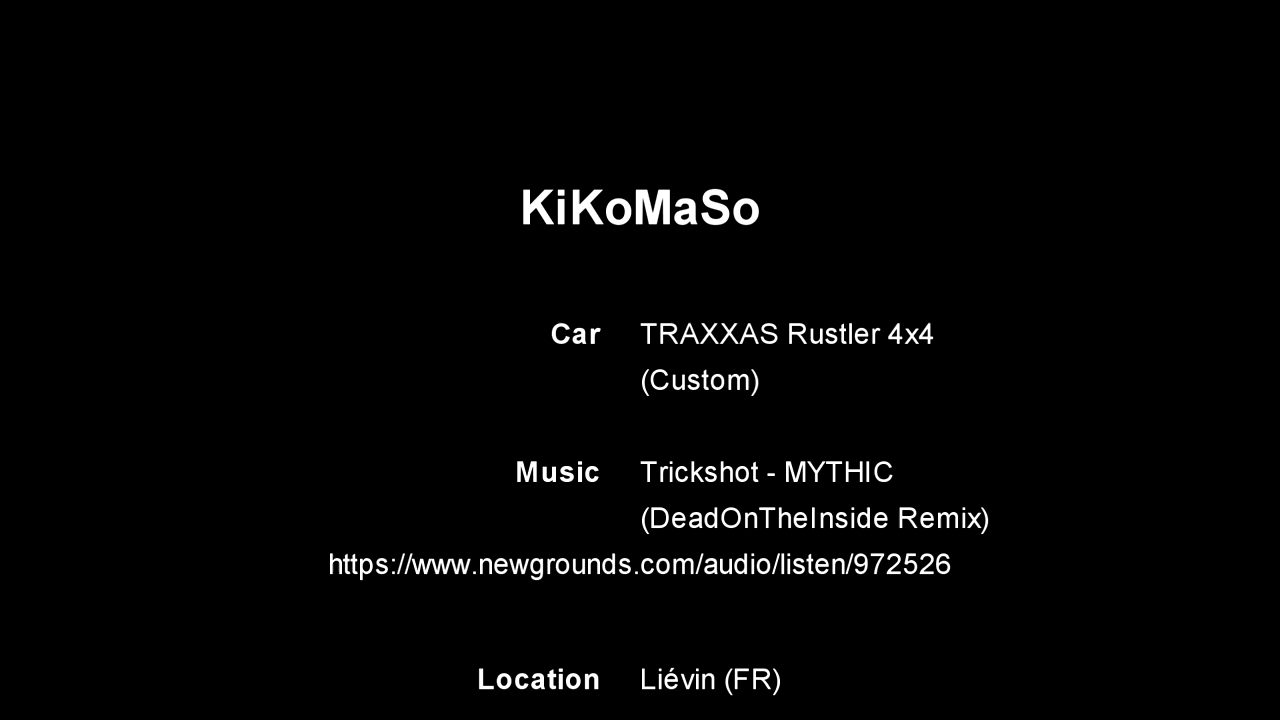 KiKoMaSo
Car TRAXXAS Rustler 4x4
(Custom)
Music Trickshot - MYTHIC
(DeadOnTheInside Remix)
https://www.newgrounds.com/audio/listen/972526
Location Liévin (FR)